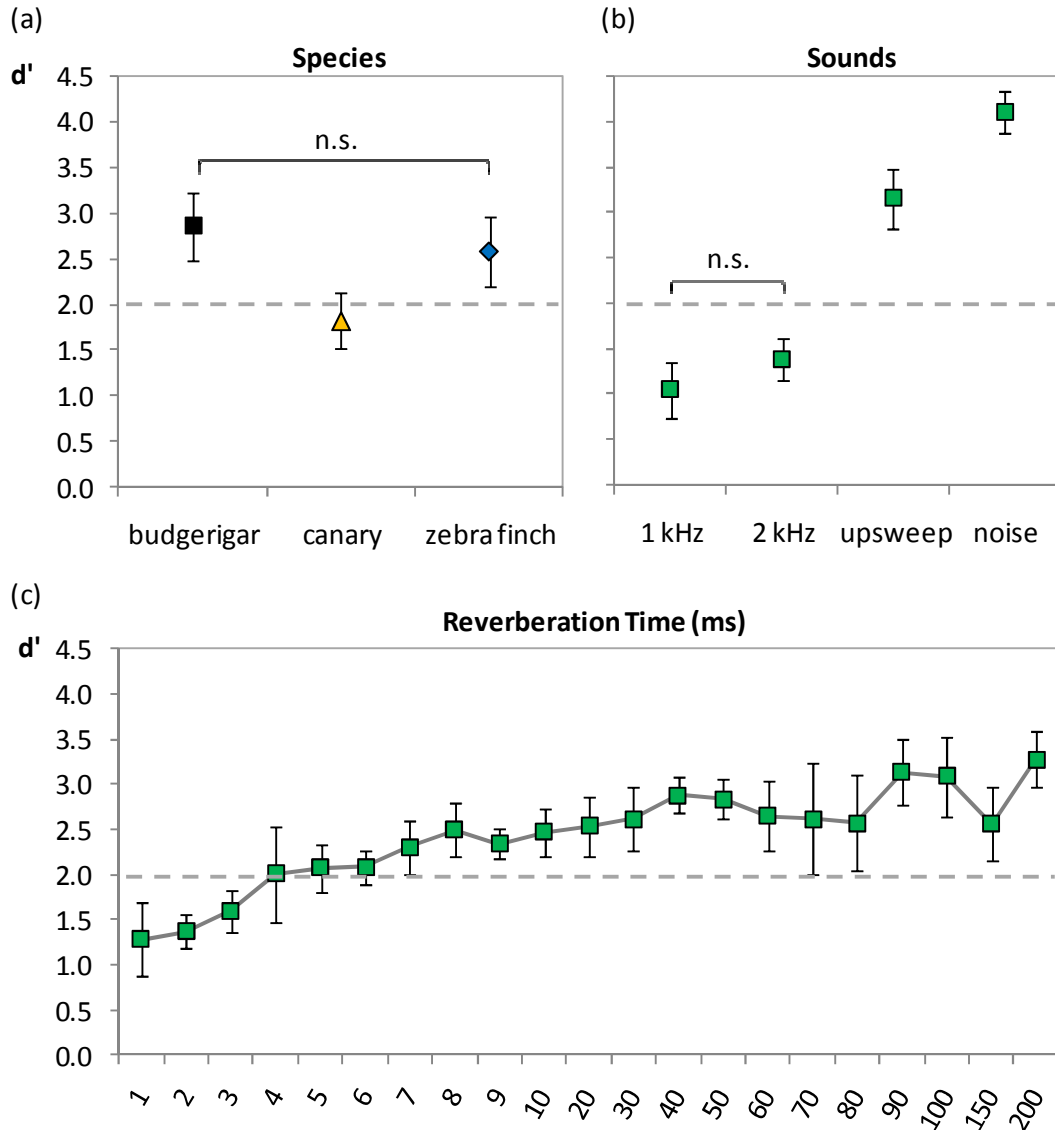 (a)
(b)
Species
Sounds
d'
4.5
4.0
3.5
3.0
2.5
2.0
1.5
1.0
0.5
0.0
n.s.
n.s.
budgerigar canary zebra finch
1 kHz 2 kHz upsweep noise
(c)
Reverberation Time (ms)
d'
4.5
4.0
3.5
3.0
2.5
2.0
1.5
1.0
0.5
0.0
1 2 3 4 5 6 7 8 9 10 20 30 40 50 60 70 80 90 100 150 200